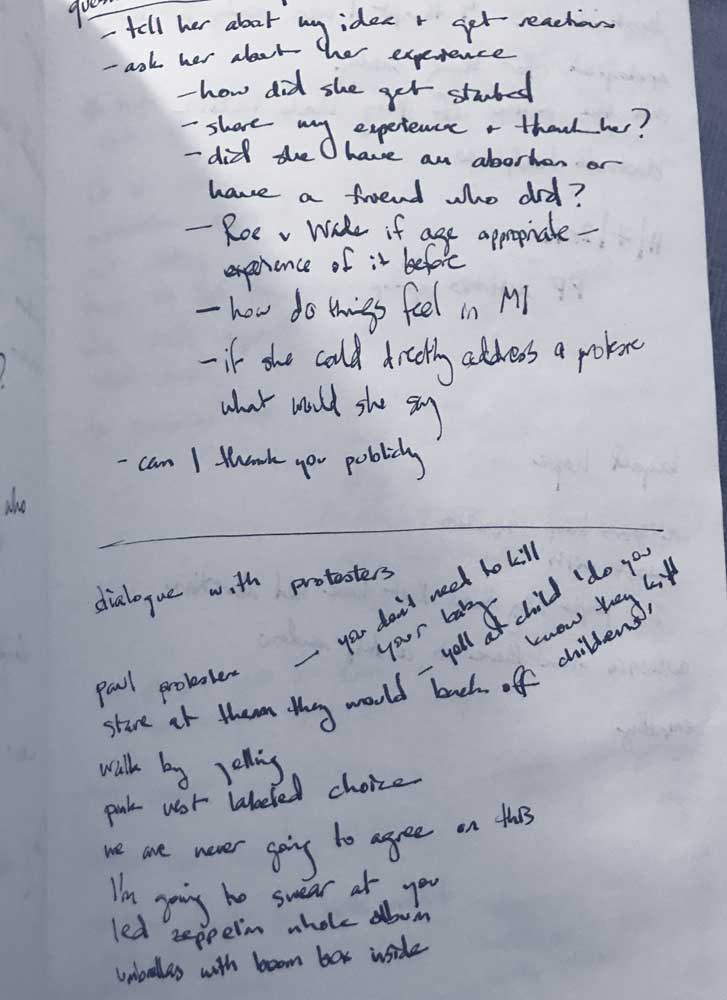 - tell her about my idea + get reaction
- ask her about her experience
- how did she get started
- share my experience + thank her?
- did she have an abortion or
have a friend who did?
- Roe v Wade if age appropriate -
experience of it before
- how do things feel in MI
- if she could directly address a protester
what would she say
- can I thank you publicly
who
dialogue with protesters
paul protester - you don't need to kill
your baby
- yell at child 'do you
know they kill
children'
stare at them they would back off
walk by yelling
pink vest labeled choice
we are never going to agree on this
I'm going to swear at you
led zeppelin whole album
umbrellas with boom box inside